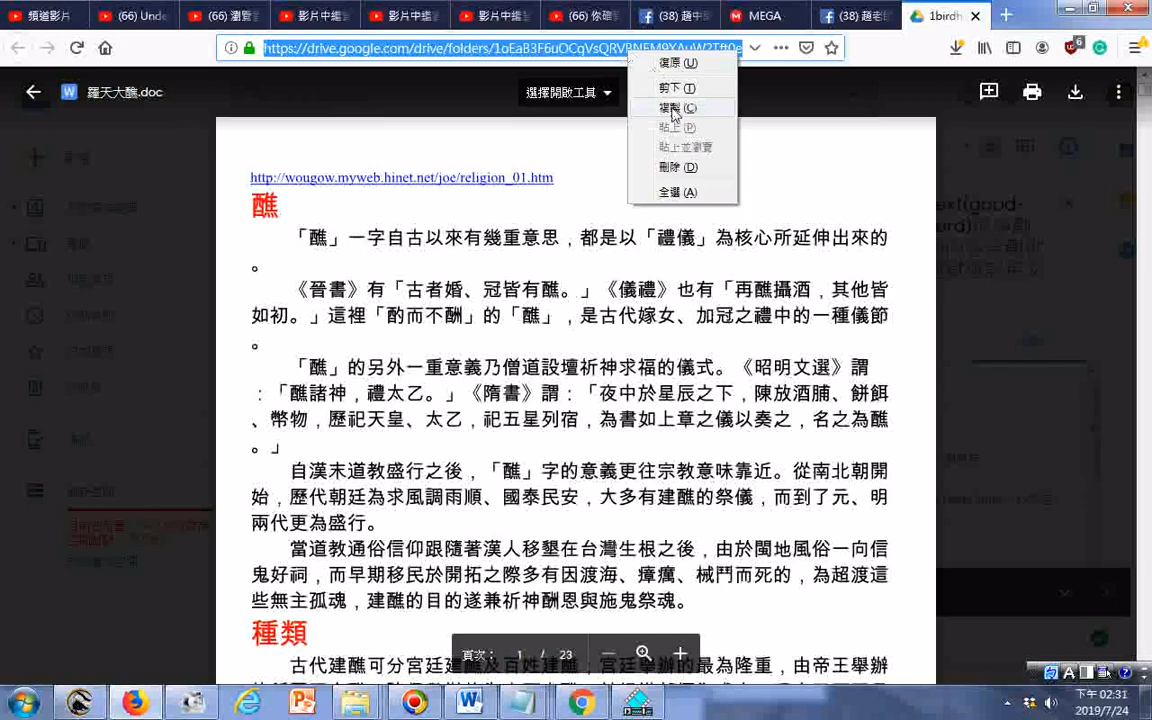 頻道影片
(66) Unde
(66) 瀏覽
影片中繼
影片中繼
影片中繼
(66) 你確
(38) 趙中
MEGA
(38) 趙老
1birdh
https://drive.google.com/drive/folders/1oEaB3F6uOCqVsQRVPNFM9XAuW2Tft0e
6
復原(U)
剪下(T)
複製(C)
貼上(P)
貼上並瀏覽
刪除(D)
全選(A)
羅天大醮.doc
選擇開啟工具
http://wougow.myweb.hinet.net/joe/religion_01.htm
醮
「醮」一字自古以來有幾重意思，都是以「禮儀」為核心所延伸出來的
。
《晉書》有「古者婚、冠皆有醮。」《儀禮》也有「再醮攝酒，其他皆
如初。」這裡「酌而不酬」的「醮」，是古代嫁女、加冠之禮中的一種儀節
。
「醮」的另外一重意義乃僧道設壇祈神求福的儀式。《昭明文選》謂
：「醮諸神，禮太乙。」《隋書》謂：「夜中於星辰之下，陳放酒脯、餅餌
、幣物，歷祀天皇、太乙，祀五星列宿，為書如上章之儀以奏之，名之為醮
。」
自漢末道教盛行之後，「醮」字的意義更往宗教意味靠近。從南北朝開
始，歷代朝廷為求風調雨順、國泰民安，大多有建醮的祭儀，而到了元、明
兩代更為盛行。
當道教通俗信仰跟隨著漢人移墾在台灣生根之後，由於閩地風俗一向信
鬼好祠，而早期移民於開拓之際多有因渡海、瘴癘、械鬥而死的，為超渡這
些無主孤魂，建醮的目的遂兼祈神酬恩與施鬼祭魂。
種類
古代建醮可分宮廷建醮及百姓建醮；宮廷舉辦的最為隆重，由帝王舉辦
頁次： 1 / 23
下午 02:31
2019/7/24